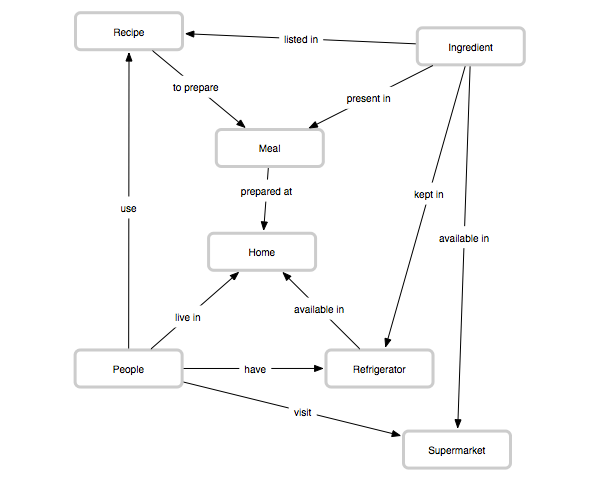 Recipe
listed in
Ingredient
to prepare
present in
Meal
prepared at
kept in
use
available in
Home
live in
available in
People
have
Refrigerator
visit
Supermarket